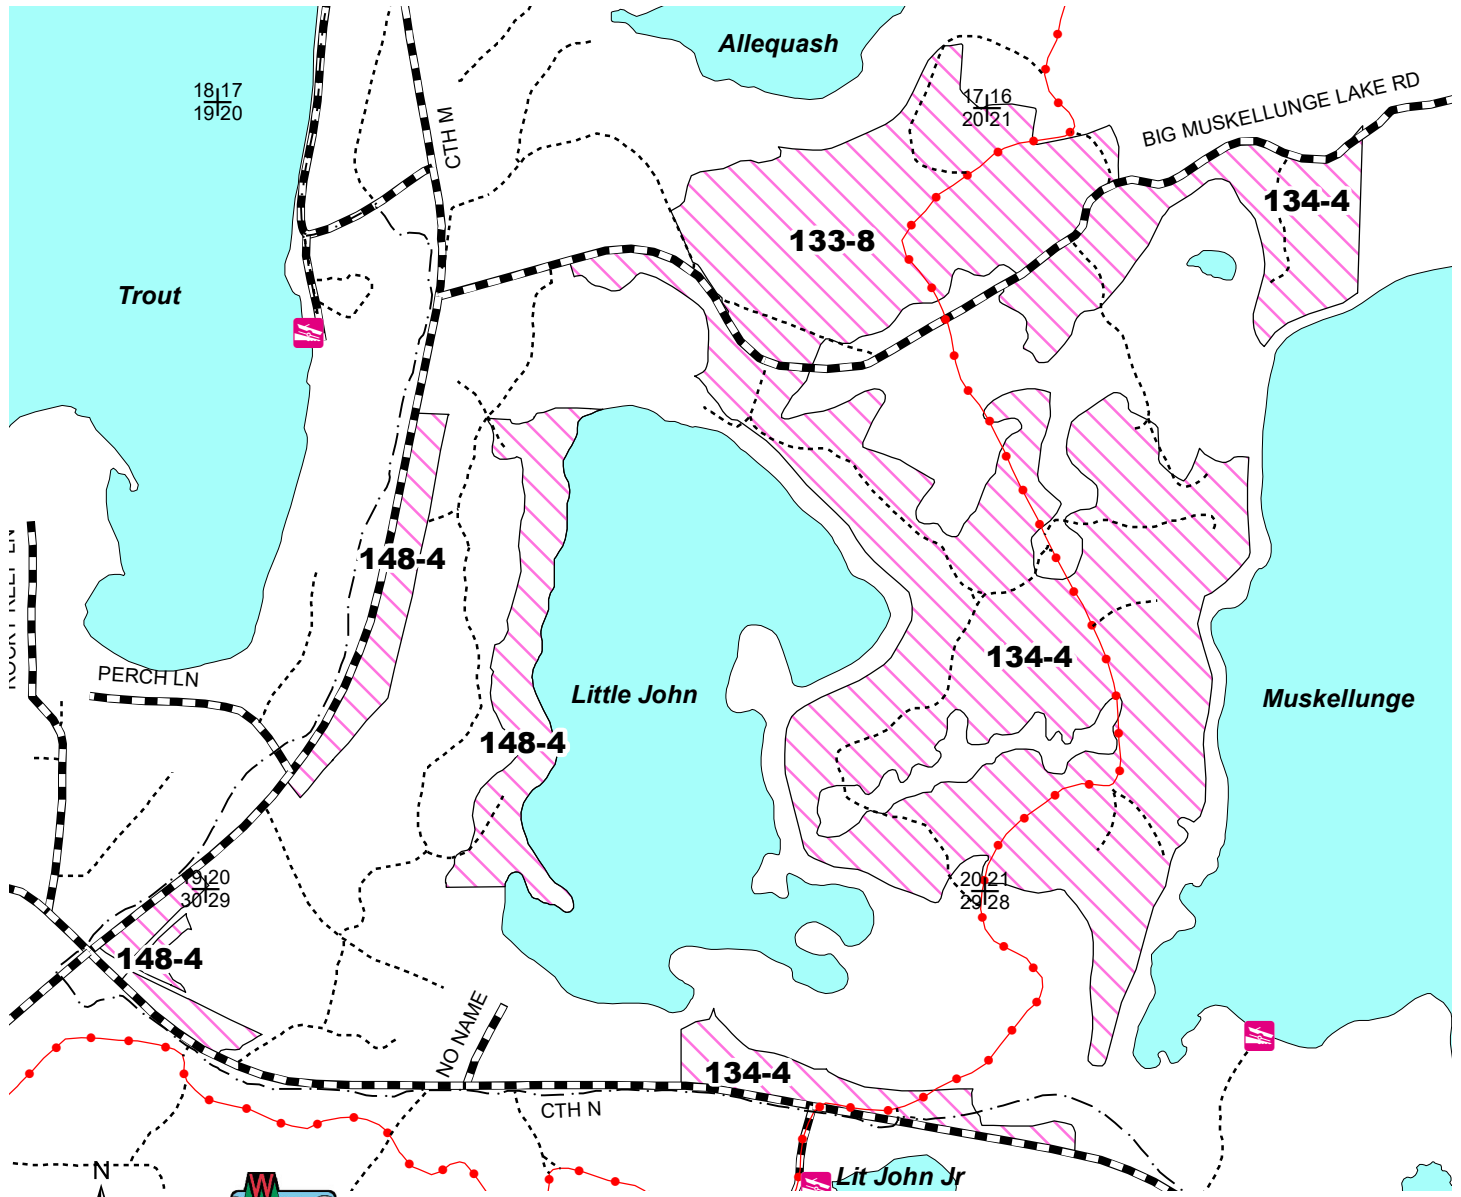 Allequash
18 17
19 20
17 16
20 21
BIG MUSKELLUNGE LAKE RD
CTH M
134-4
133-8
Trout
148-4
134-4
PERCH LN
Little John
Muskellunge
148-4
19 20
30 29
20 21
29 28
148-4
NO NAME
134-4
CTH N
N
W
Lit John Jr